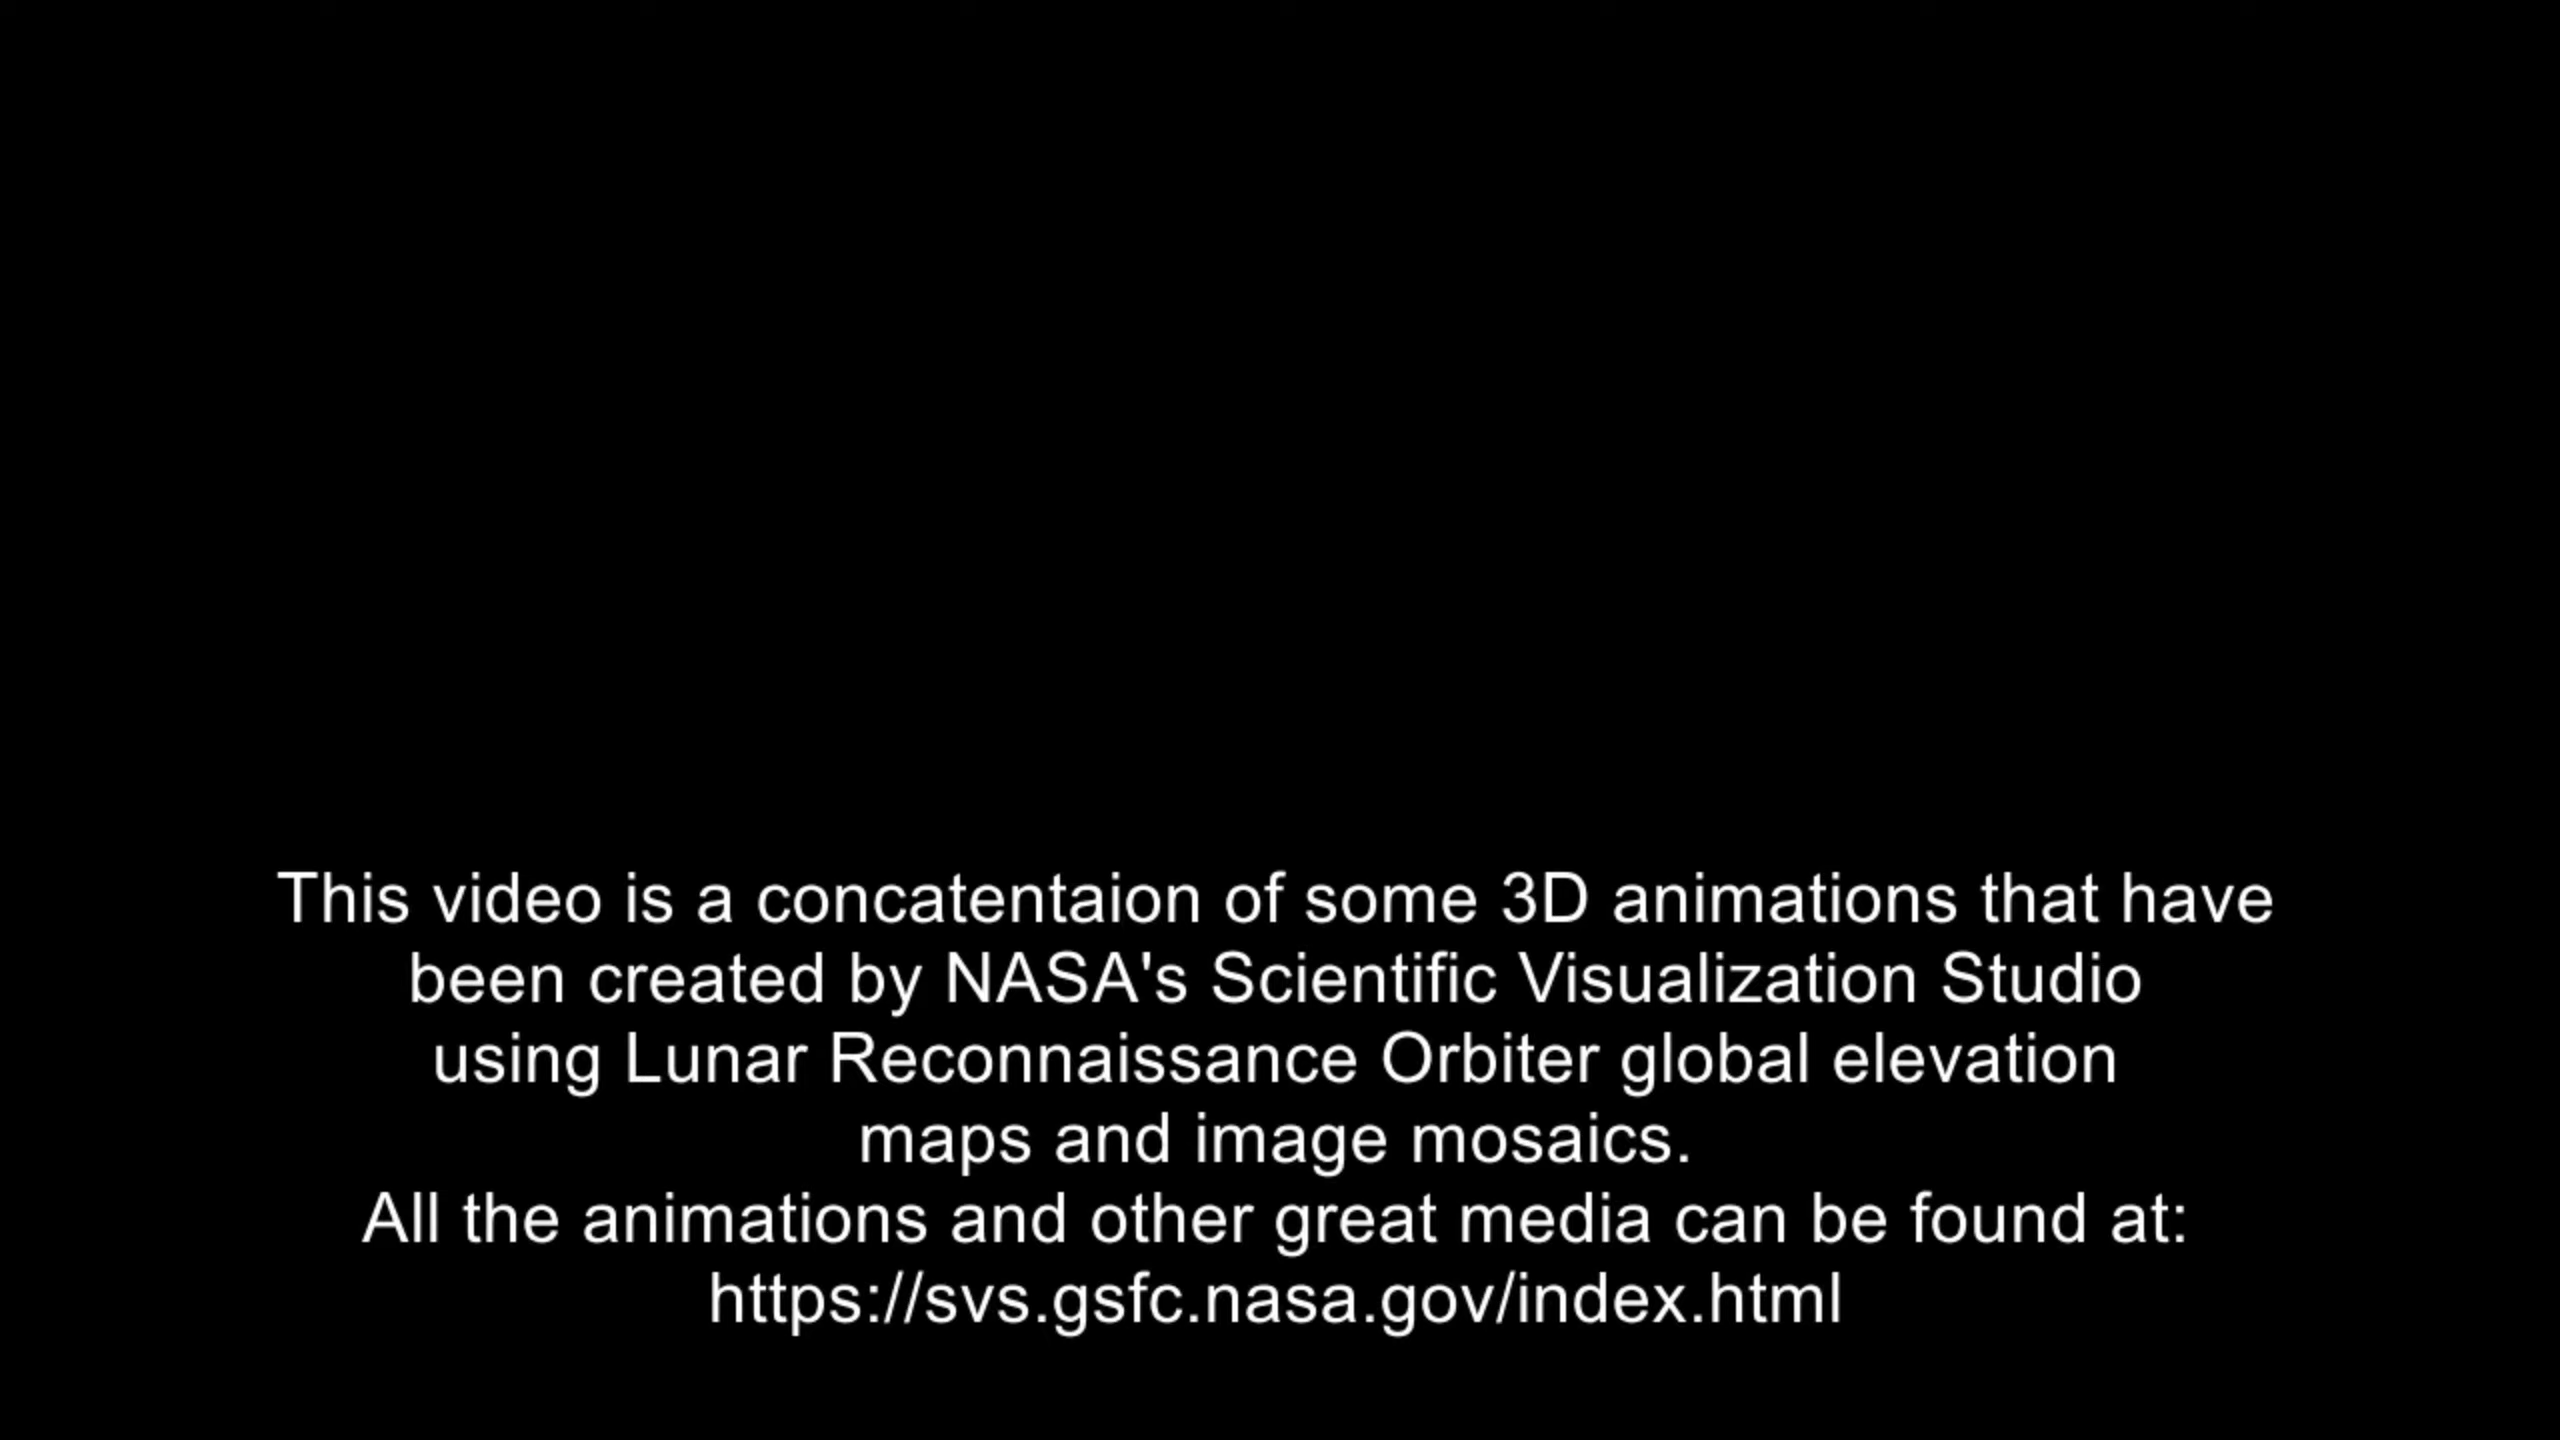 This video is a concatentaion of some 3D animations that have
been created by NASA's Scientific Visualization Studio
using Lunar Reconnaissance Orbiter global elevation
maps and image mosaics.
All the animations and other great media can be found at:
https://svs.gsfc.nasa.gov/index.html